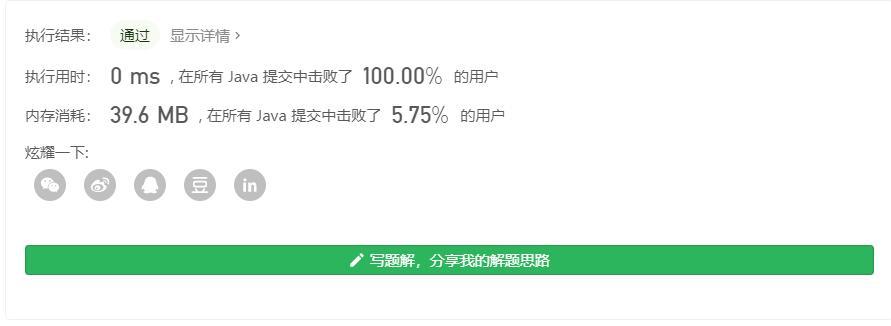 执行结果： 通过 显示详情 >
执行用时： 0 ms , 在所有 Java 提交中击败了 100.00% 的用户
内存消耗： 39.6 MB , 在所有 Java 提交中击败了 5.75% 的用户
炫耀一下:
豆 in
写题解，分享我的解题思路